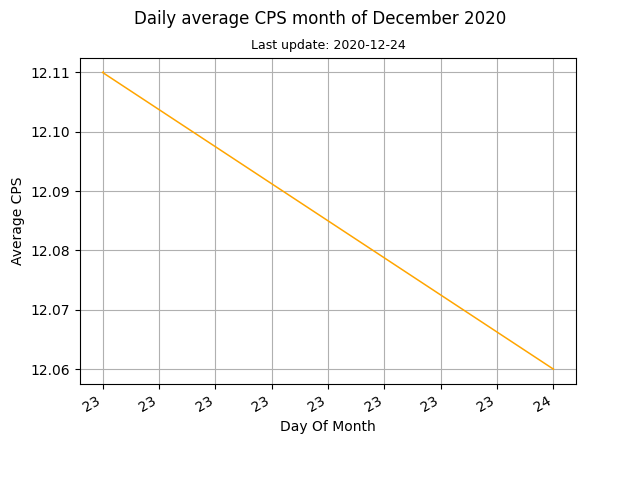 Daily average CPS month of December 2020
Last update: 2020-12-24
12.11
12.10
12.09
12.08
12.07
12.06
Average CPS
23 23 23 23 23 23 23 23 24
Day Of Month